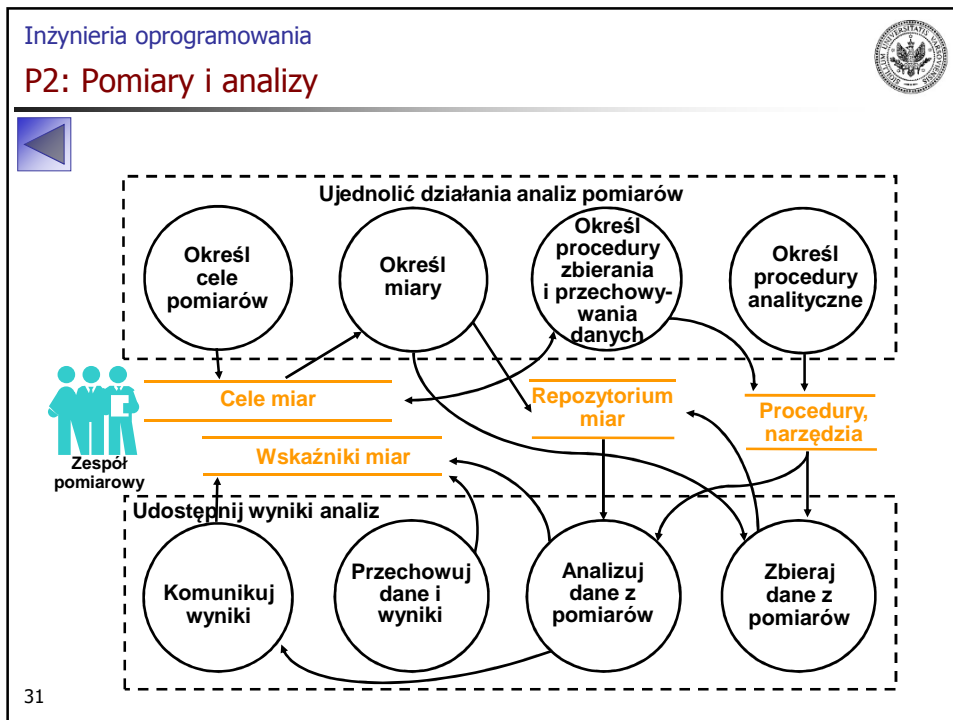 Inżynieria oprogramowania
P2: Pomiary i analizy
Ujednolić działania analiz pomiarów
Określ
cele
pomiarów
Określ
miary
Określ
procedury
zbierania
i przechowy-
wania
danych
Określ
procedury
analityczne
Cele miar
Repozytorium
miar
Procedury,
narzędzia
Wskaźniki miar
Zespół
pomiarowy
Udostępnij wyniki analiz
Komunikuj
wyniki
Przechowuj
dane i
wyniki
Analizuj
dane z
pomiarów
Zbieraj
dane z
pomiarów
31